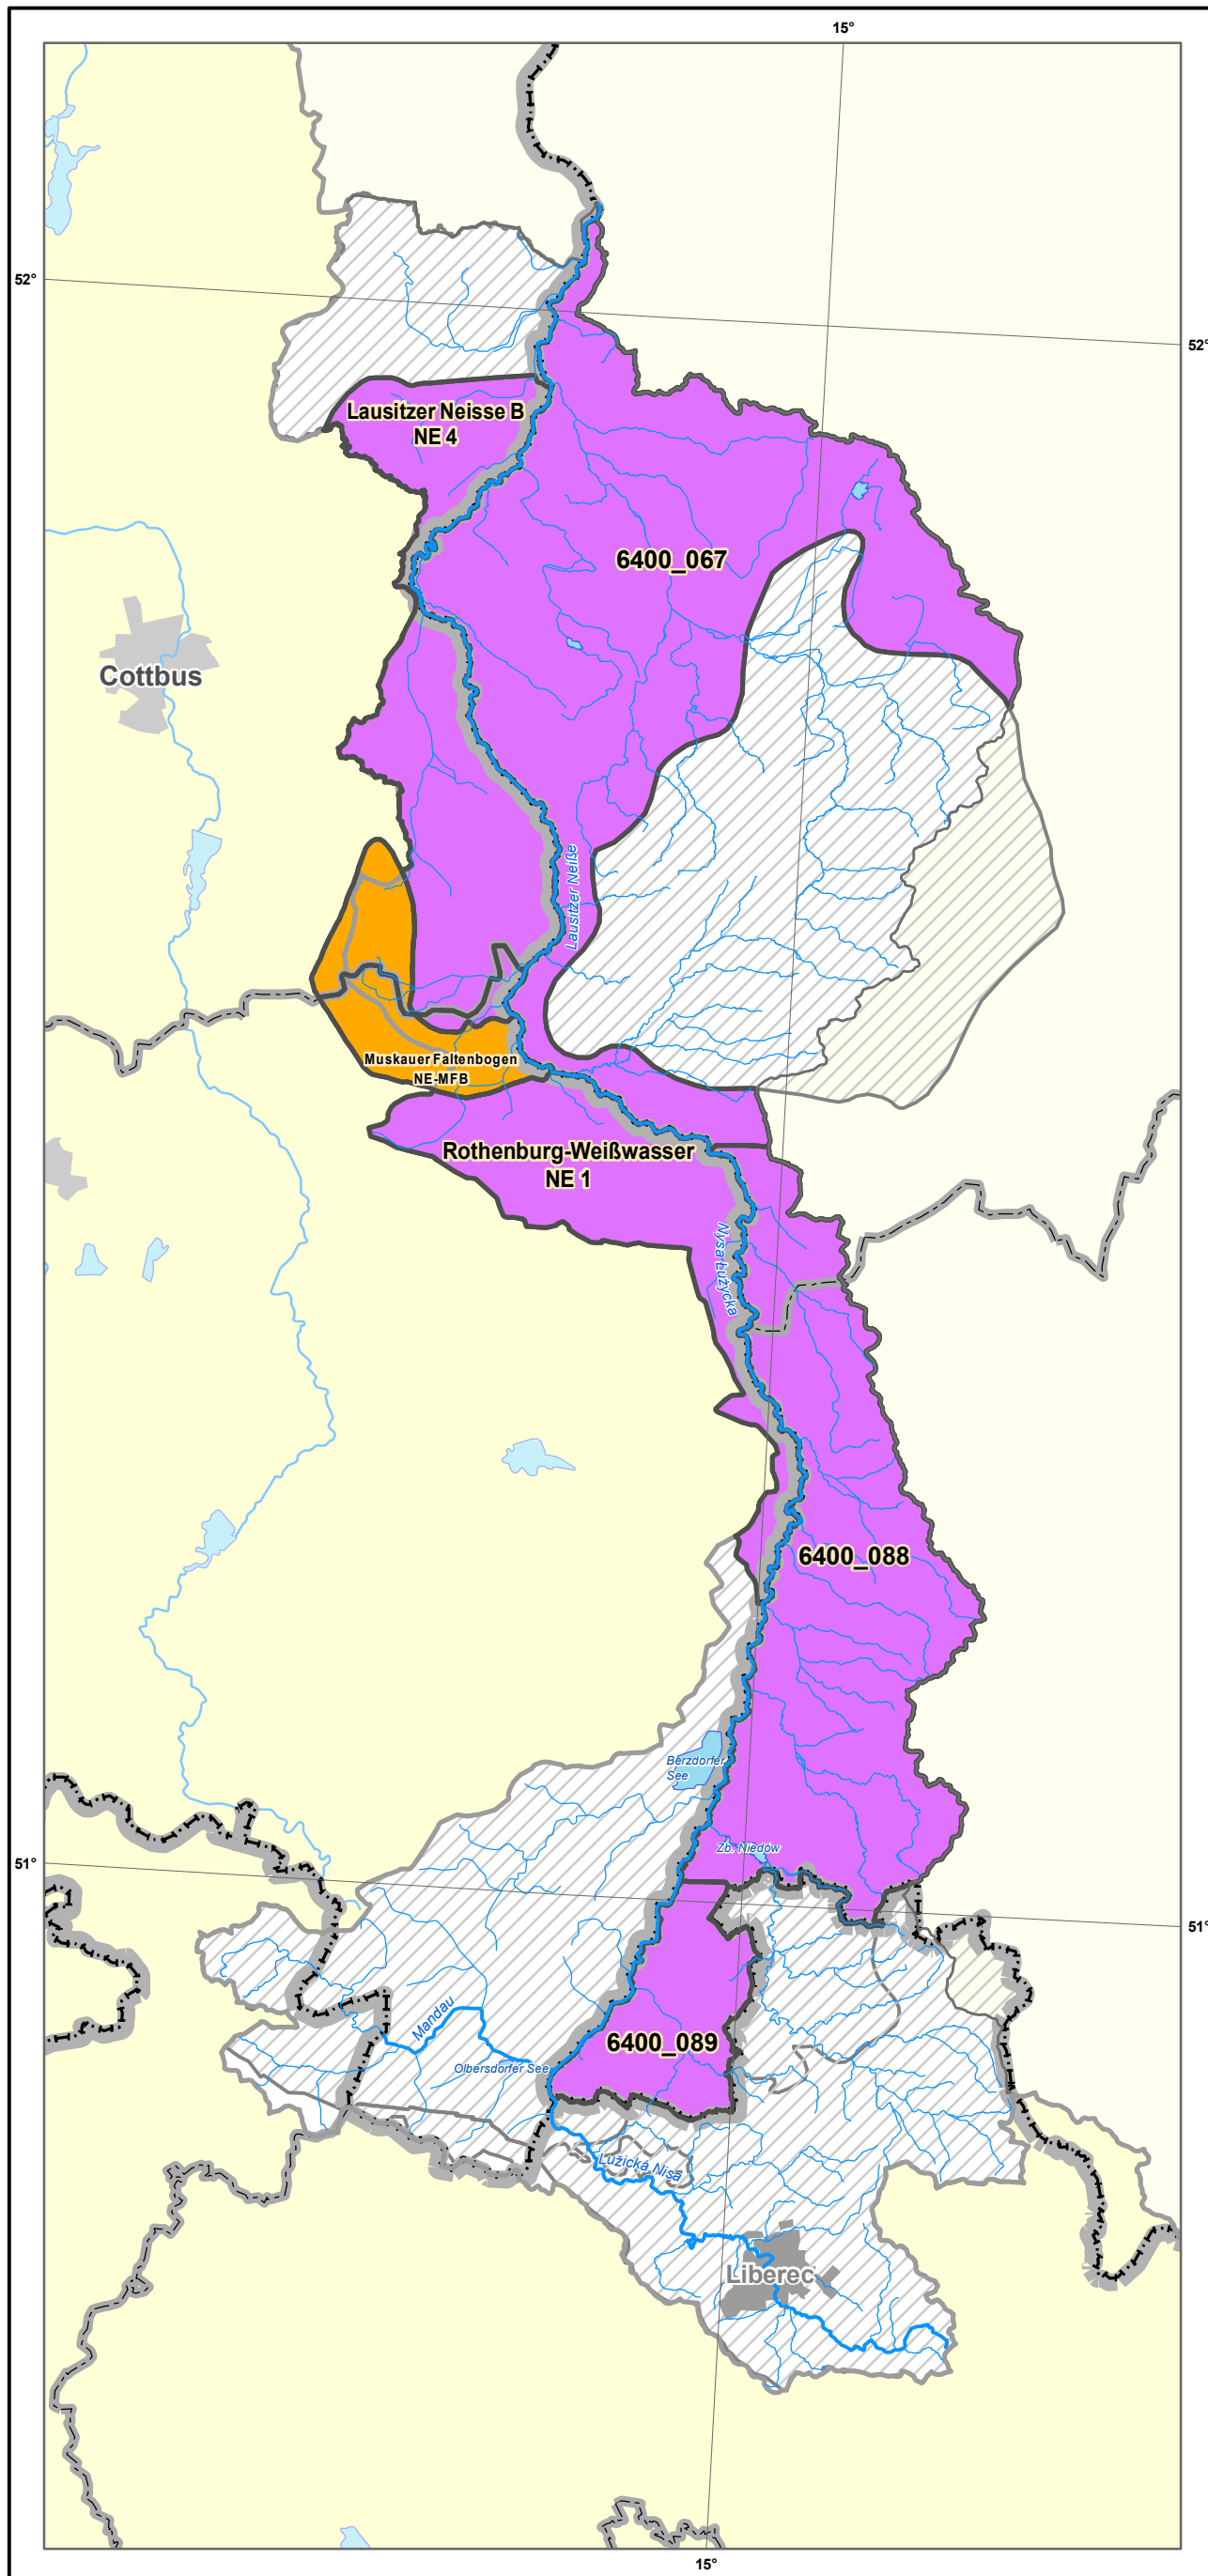 15°
52°
52°
Lausitzer Neisse B
NE 4
6400_067
Cottbus
Lausitzer Neiße
Muskauer Faltenbogen
NE-MFB
Rothenburg-Weißwasser
NE 1
Nysa Łużycka
6400_088
Berzdorfer
See
Zb. Niedów
51°
51°
Mandau
6400_089
Olbersdorfer See
Lužická Nisa
Liberec
15°